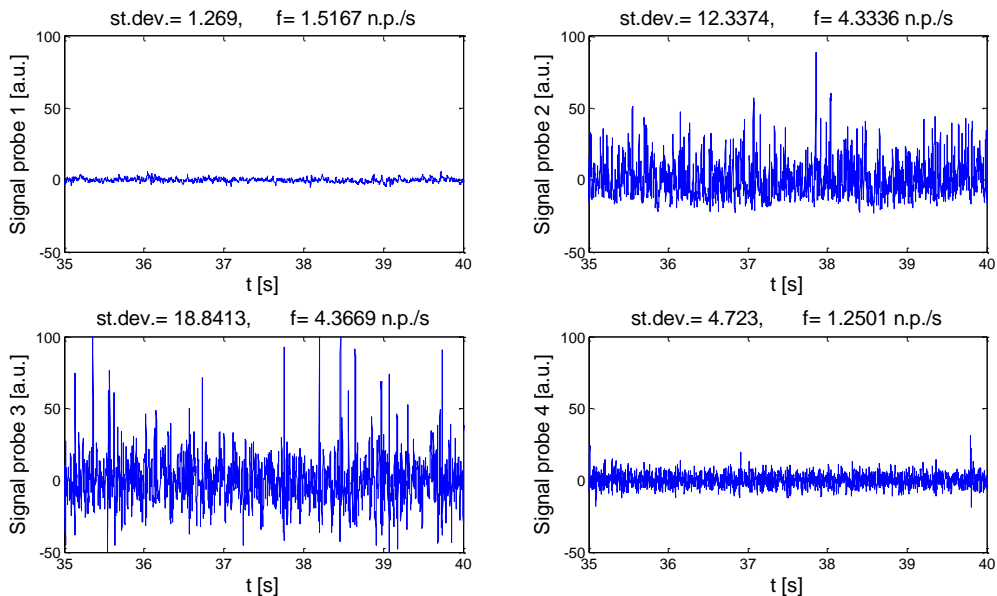 st.dev.= 1.269, f= 1.5167 n.p./s
100
50
0
-50
Signal probe 1 [a.u.]
35 36 37 38 39 40
t [s]
st.dev.= 12.3374, f= 4.3336 n.p./s
100
50
0
-50
Signal probe 2 [a.u.]
35 36 37 38 39 40
t [s]
st.dev.= 18.8413, f= 4.3669 n.p./s
100
50
0
-50
Signal probe 3 [a.u.]
35 36 37 38 39 40
t [s]
st.dev.= 4.723, f= 1.2501 n.p./s
100
50
0
-50
Signal probe 4 [a.u.]
35 36 37 38 39 40
t [s]